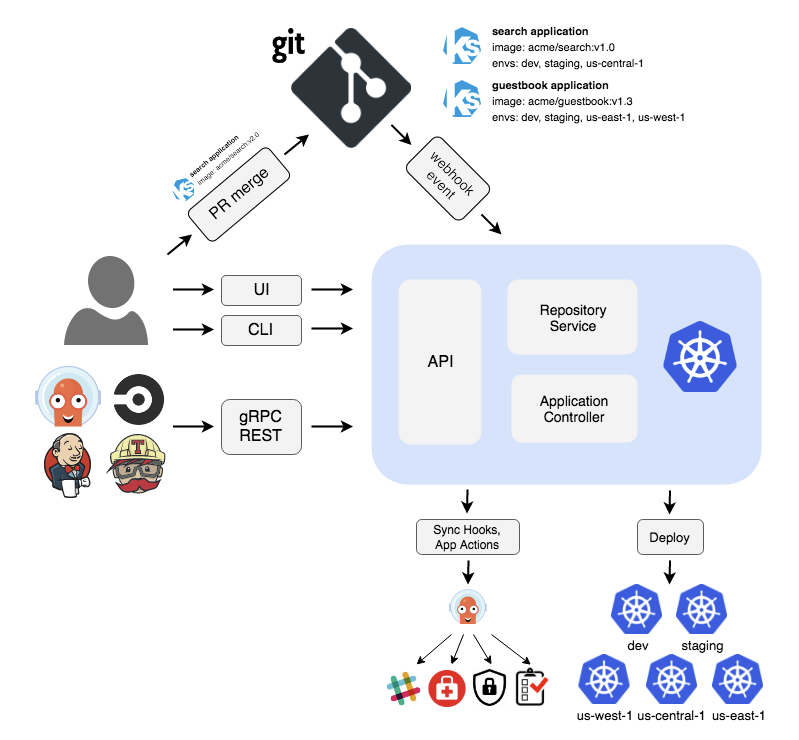 git
search application
image: acme/search:v1.0
envs: dev, staging, us-central-1
guestbook application
image: acme/guestbook:v1.3
envs: dev, staging, us-east-1, us-west-1
KS
KS
search application
image: acme/search:v2.0
KS
PR merge
webhook
event
UI
CLI
gRPC
REST
T
API
Repository
Service
Application
Controller
Sync Hooks,
App Actions
Deploy
dev
staging
us-west-1
us-central-1
us-east-1